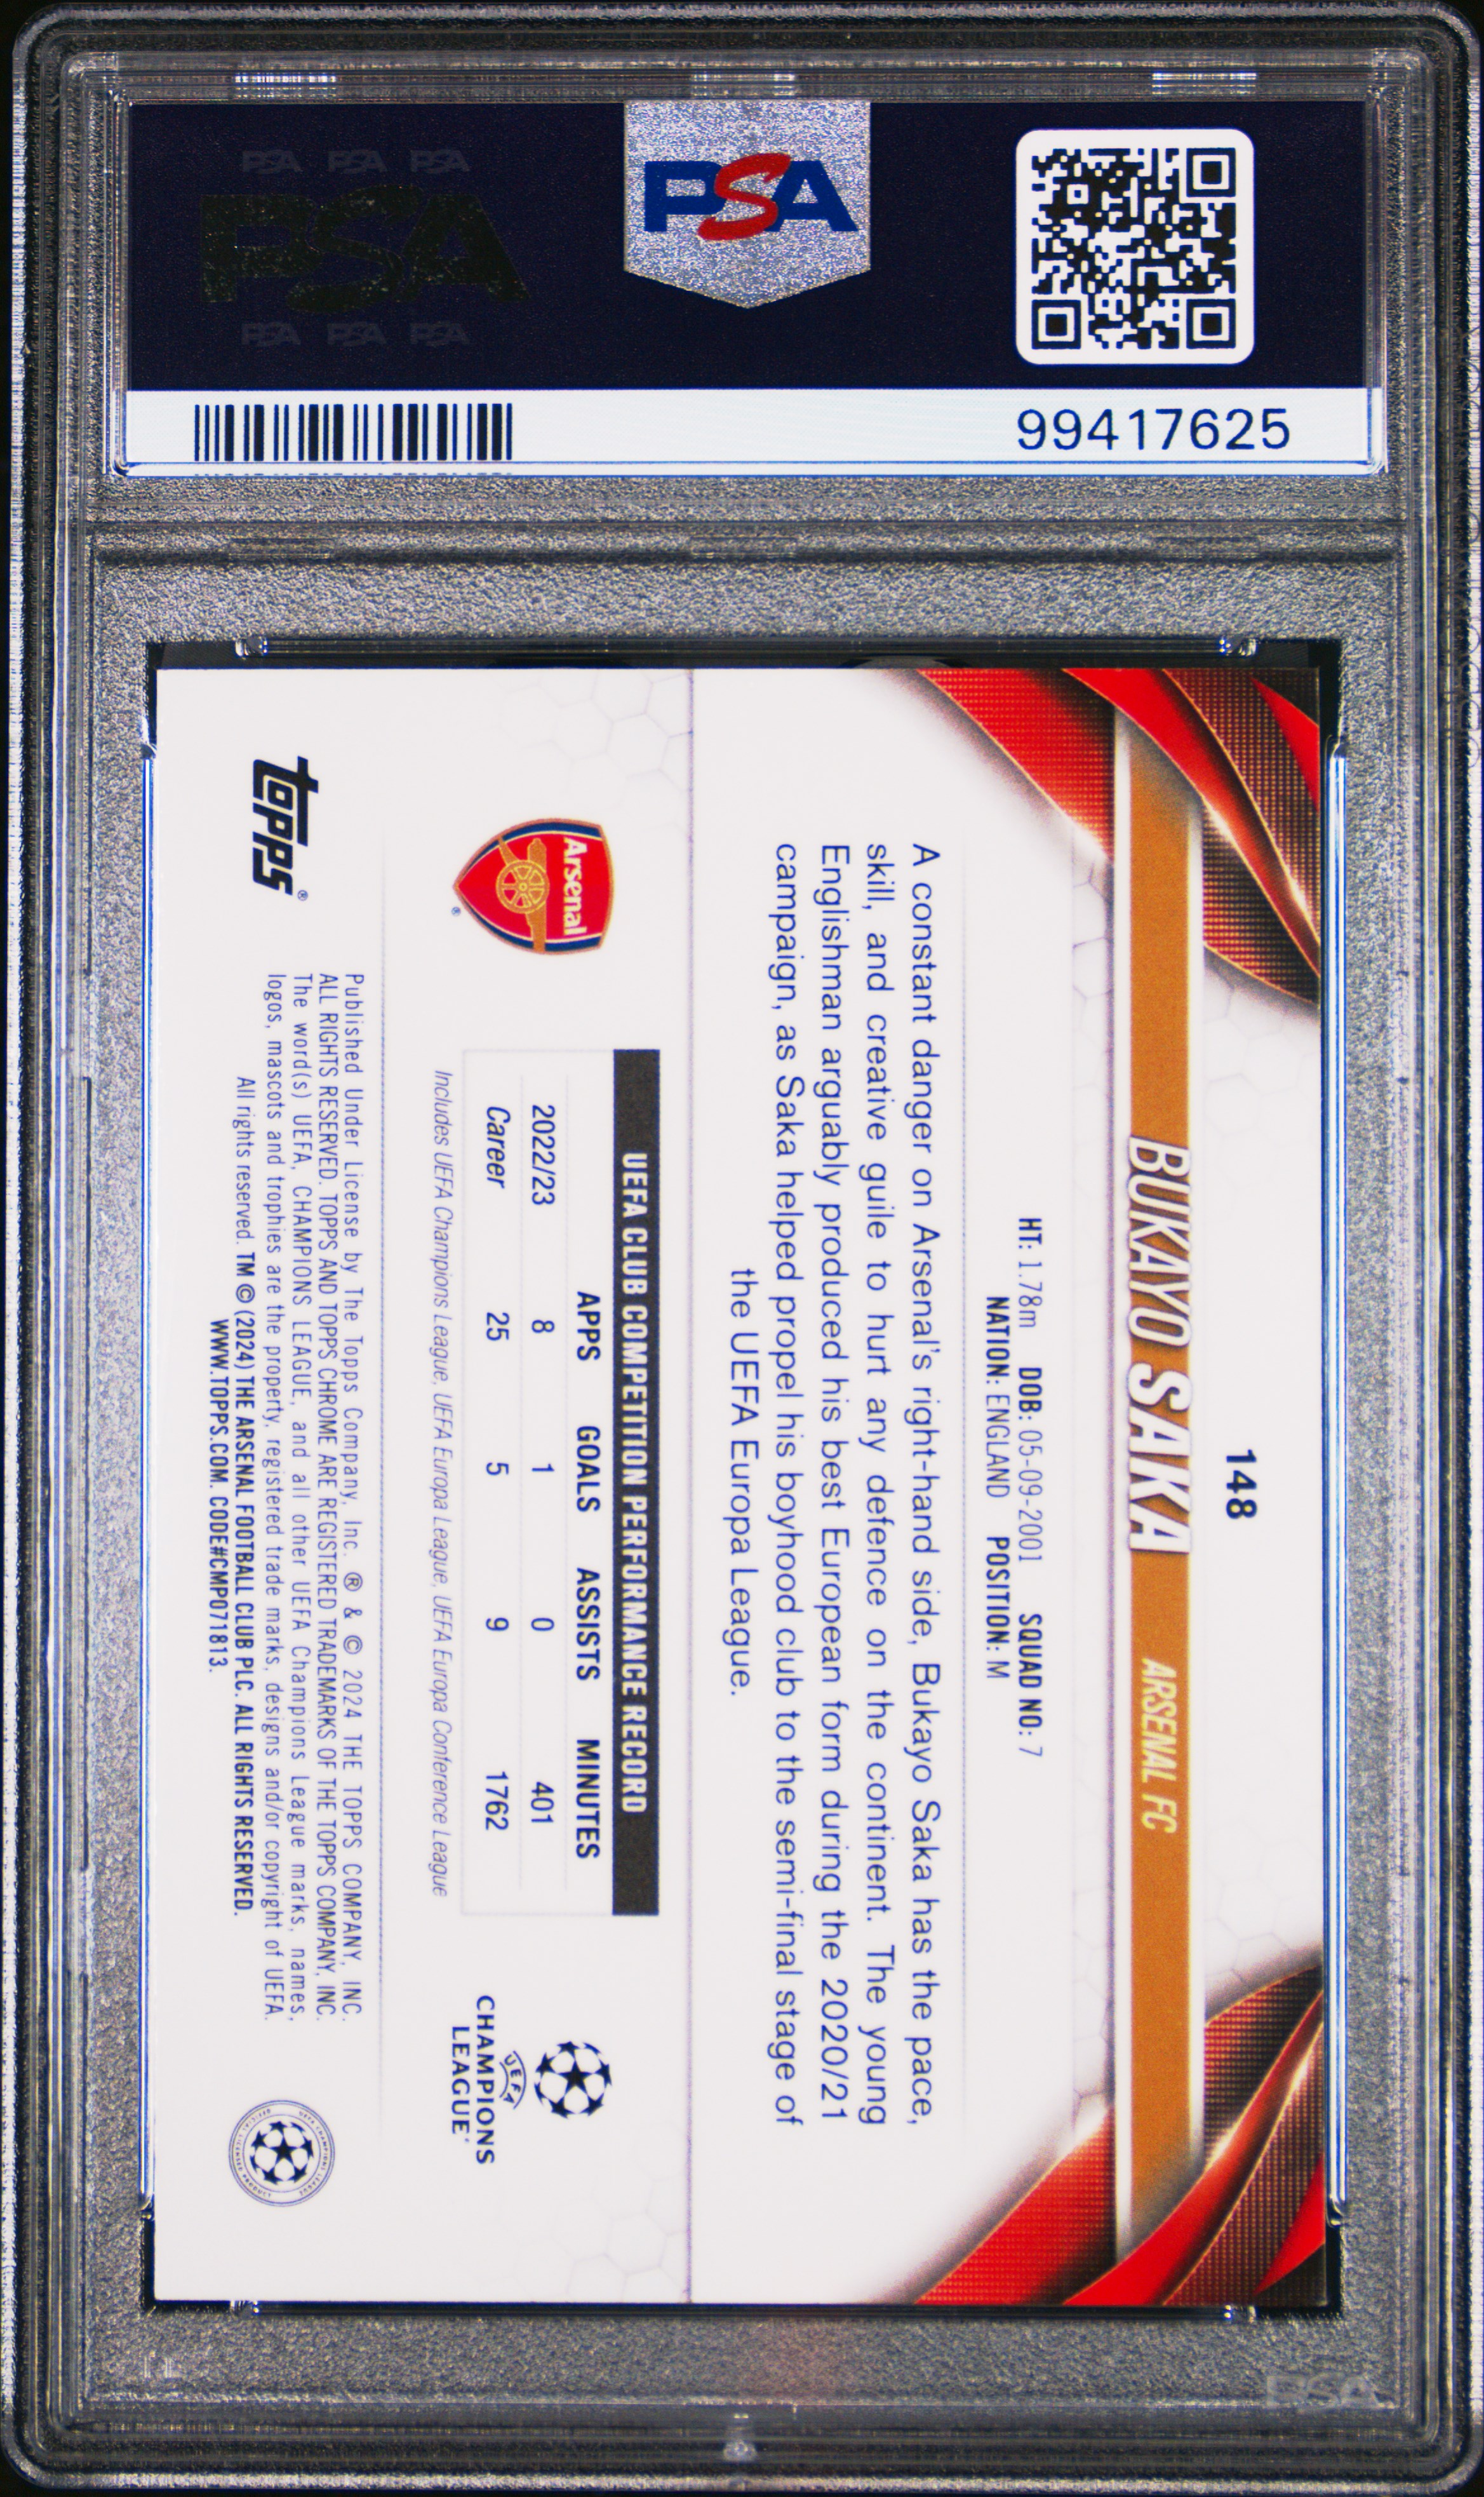 PSA PSA PSA
PSA
PSA PSA PSA
PSA
99417625
148
BUKAYO SAKA ARSENAL FC
HT: 1.78m DOB: 05-09-2001 SQUAD NO: 7
NATION: ENGLAND POSITION: M
A constant danger on Arsenal's right-hand side, Bukayo Saka has the pace,
skill, and creative guile to hurt any defence on the continent. The young
Englishman arguably produced his best European form during the 2020/21
campaign, as Saka helped propel his boyhood club to the semi-final stage of
the UEFA Europa League.
UEFA CLUB COMPETITION PERFORMANCE RECORD
APPS GOALS ASSISTS MINUTES
2022/23 8 1 0 401
Career 25 5 9 1762
Includes UEFA Champions League, UEFA Europa League, UEFA Europa Conference League
Arsenal
®
UEFA
CHAMPIONS
LEAGUE
topps®
Published Under License by The Topps Company, Inc. ® & © 2024 THE TOPPS COMPANY, INC.
ALL RIGHTS RESERVED. TOPPS AND TOPPS CHROME ARE REGISTERED TRADEMARKS OF THE TOPPS COMPANY, INC.
The word(s) UEFA, CHAMPIONS LEAGUE, and all other UEFA Champions League marks, names,
logos, mascots and trophies are the property, registered trade marks, designs and/or copyright of UEFA.
All rights reserved. TM © (2024) THE ARSENAL FOOTBALL CLUB PLC. ALL RIGHTS RESERVED.
WWW.TOPPS.COM. CODE#CMP071813.
PSA